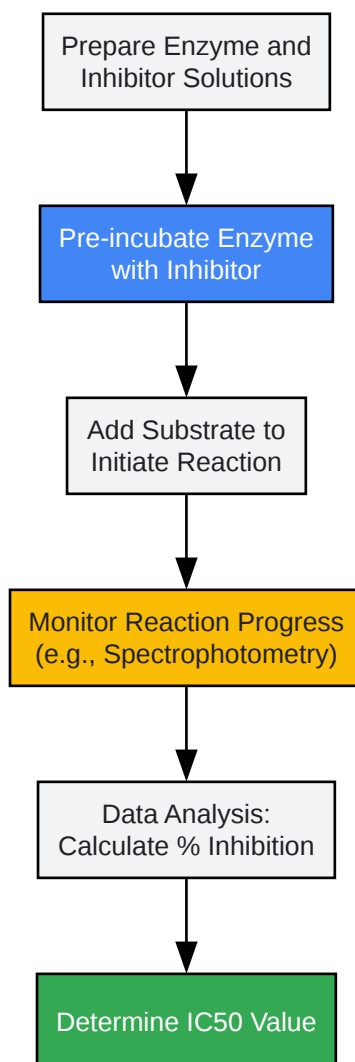 Prepare Enzyme and
Inhibitor Solutions
Pre-incubate Enzyme
with Inhibitor
Add Substrate to
Initiate Reaction
Monitor Reaction Progress
(e.g., Spectrophotometry)
Data Analysis:
Calculate % Inhibition
Determine IC50 Value